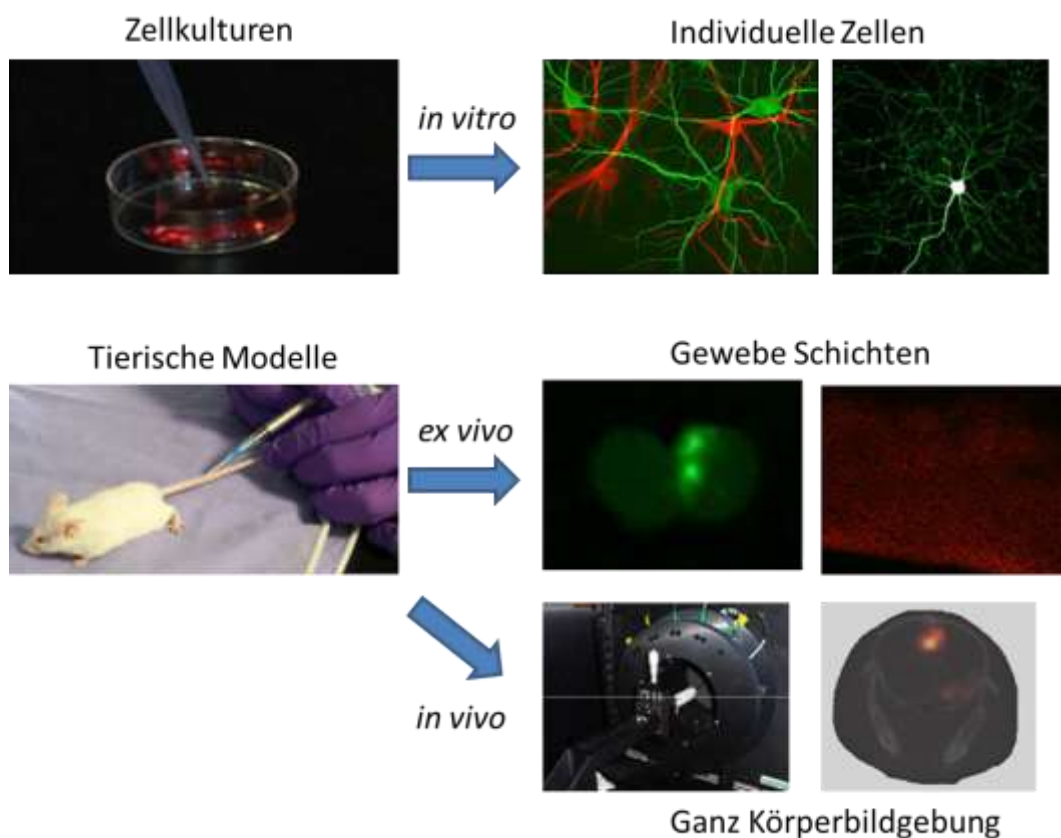 Zellkulturen
Individuelle Zellen
in vitro
Tierische Modelle
Gewebe Schichten
ex vivo
in vivo
Ganz Körperbildgebung